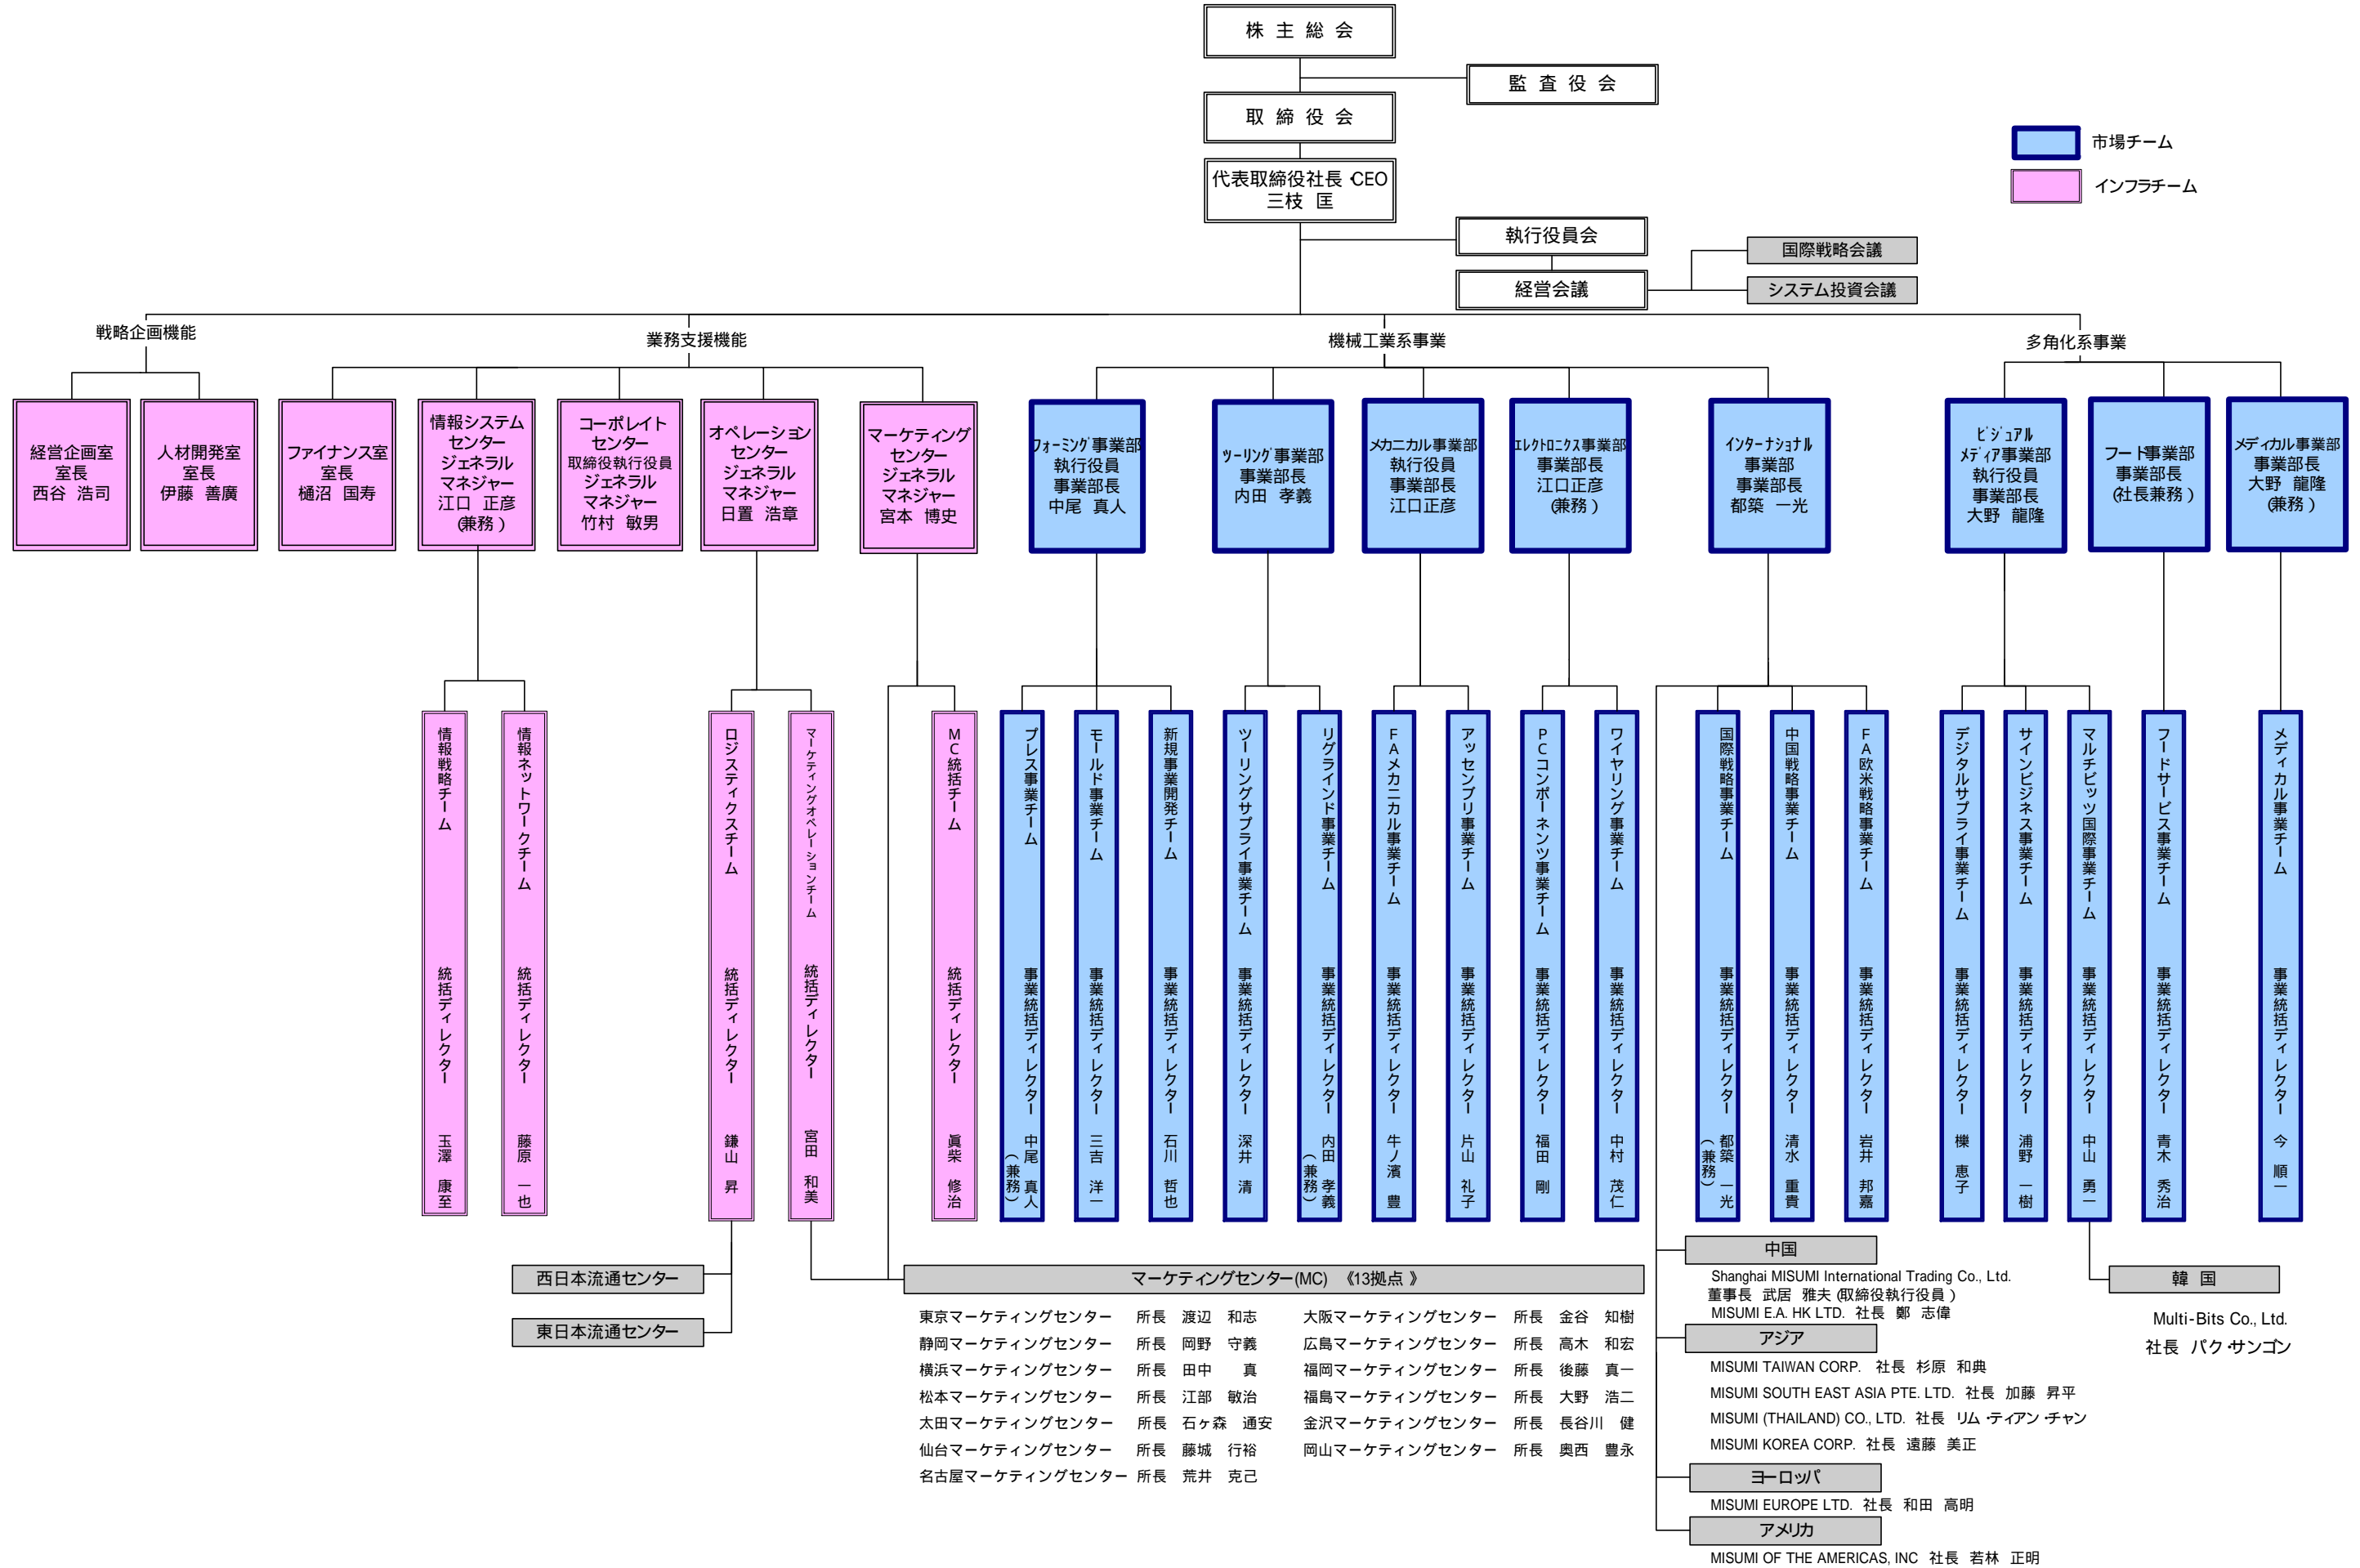 株 主 総 会
監 査 役 会
取 締 役 会
代表取締役社長・CEO
三枝 匡
市場チーム
インフラチーム
執行役員会
経営会議
国際戦略会議
システム投資会議
戦略企画機能
業務支援機能
機械工業系事業
多角化系事業
経営企画室
室長
西谷 浩司
人材開発室
室長
伊藤 善廣
ファイナンス室
室長
樋沼 国寿
情報システム
センター
ジェネラル
マネジャー
江口 正彦
(兼務)
コーポレイト
センター
取締役執行役員
ジェネラル
マネジャー
竹村 敏男
オペレーション
センター
ジェネラル
マネジャー
日置 浩章
マーケティング
センター
ジェネラル
マネジャー
宮本 博史
フォーミング事業部
執行役員
事業部長
中尾 真人
ツーリング事業部
事業部長
内田 孝義
メカニカル事業部
執行役員
事業部長
江口正彦
エレクトロニクス事業部
事業部長
江口正彦
(兼務)
インターナショナル
事業部
事業部長
都築 一光
ビジュアル
メディア事業部
執行役員
事業部長
大野 龍隆
フード事業部
事業部長
(社長兼務)
メディカル事業部
事業部長
大野 龍隆
(兼務)
情報戦略チーム 統括ディレクター 玉澤 康至
情報ネットワークチーム 統括ディレクター 藤原 一也
ロジスティクスチーム 統括ディレクター 鎌山 昇
マーケティングオペレーションチーム 統括ディレクター 宮田 和美
MC統括チーム 統括ディレクター 眞柴 修治
プレス事業チーム 事業統括ディレクター 中尾 真人
(兼務)
モールド事業チーム 事業統括ディレクター 三吉 洋一
新規事業開発チーム 事業統括ディレクター 石川 哲也
ツーリングサプライ事業チーム 事業統括ディレクター 深井 清
リグラインド事業チーム 事業統括ディレクター 内田 孝義
(兼務)
FAメカニカル事業チーム 事業統括ディレクター 牛ノ濱 豊
アッセンブリ事業チーム 事業統括ディレクター 片山 礼子
PCコンポーネンツ事業チーム 事業統括ディレクター 福田 剛
ワイヤリング事業チーム 事業統括ディレクター 中村 茂仁
国際戦略事業チーム 事業統括ディレクター 都築 一光
(兼務)
中国戦略事業チーム 事業統括ディレクター 清水 重貴
FA欧米戦略事業チーム 事業統括ディレクター 岩井 邦嘉
デジタルサプライ事業チーム 事業統括ディレクター 櫟 恵子
サインビジネス事業チーム 事業統括ディレクター 浦野 一樹
マルチビッツ国際事業チーム 事業統括ディレクター 中山 勇一
フードサービス事業チーム 事業統括ディレクター 青木 秀治
メディカル事業チーム 事業統括ディレクター 今 順一
西日本流通センター
東日本流通センター
マーケティングセンター(MC) 《13拠点》
東京マーケティングセンター 所長 渡辺 和志
静岡マーケティングセンター 所長 岡野 守義
横浜マーケティングセンター 所長 田中 真
松本マーケティングセンター 所長 江部 敏治
太田マーケティングセンター 所長 石ヶ森 通安
仙台マーケティングセンター 所長 藤城 行裕
名古屋マーケティングセンター 所長 荒井 克己
大阪マーケティングセンター 所長 金谷 知樹
広島マーケティングセンター 所長 高木 和宏
福岡マーケティングセンター 所長 後藤 真一
福島マーケティングセンター 所長 大野 浩二
金沢マーケティングセンター 所長 長谷川 健
岡山マーケティングセンター 所長 奥西 豊永
中国
Shanghai MISUMI International Trading Co., Ltd.
董事長 武居 雅夫(取締役執行役員)
MISUMI E.A. HK LTD. 社長 鄭 志偉
アジア
MISUMI TAIWAN CORP. 社長 杉原 和典
MISUMI SOUTH EAST ASIA PTE. LTD. 社長 加藤 昇平
MISUMI (THAILAND) CO., LTD. 社長 リム・ティアン・チャン
MISUMI KOREA CORP. 社長 遠藤 美正
ヨーロッパ
MISUMI EUROPE LTD. 社長 和田 高明
アメリカ
MISUMI OF THE AMERICAS, INC 社長 若林 正明
韓 国
Multi-Bits Co., Ltd.
社長 パク・サンゴン